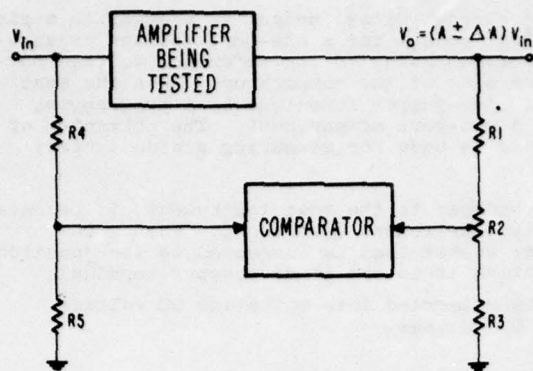 V_in
V_o = (A ± ΔA) V_in
AMPLIFIER
BEING
TESTED
R4
R1
COMPARATOR
R2
R5
R3